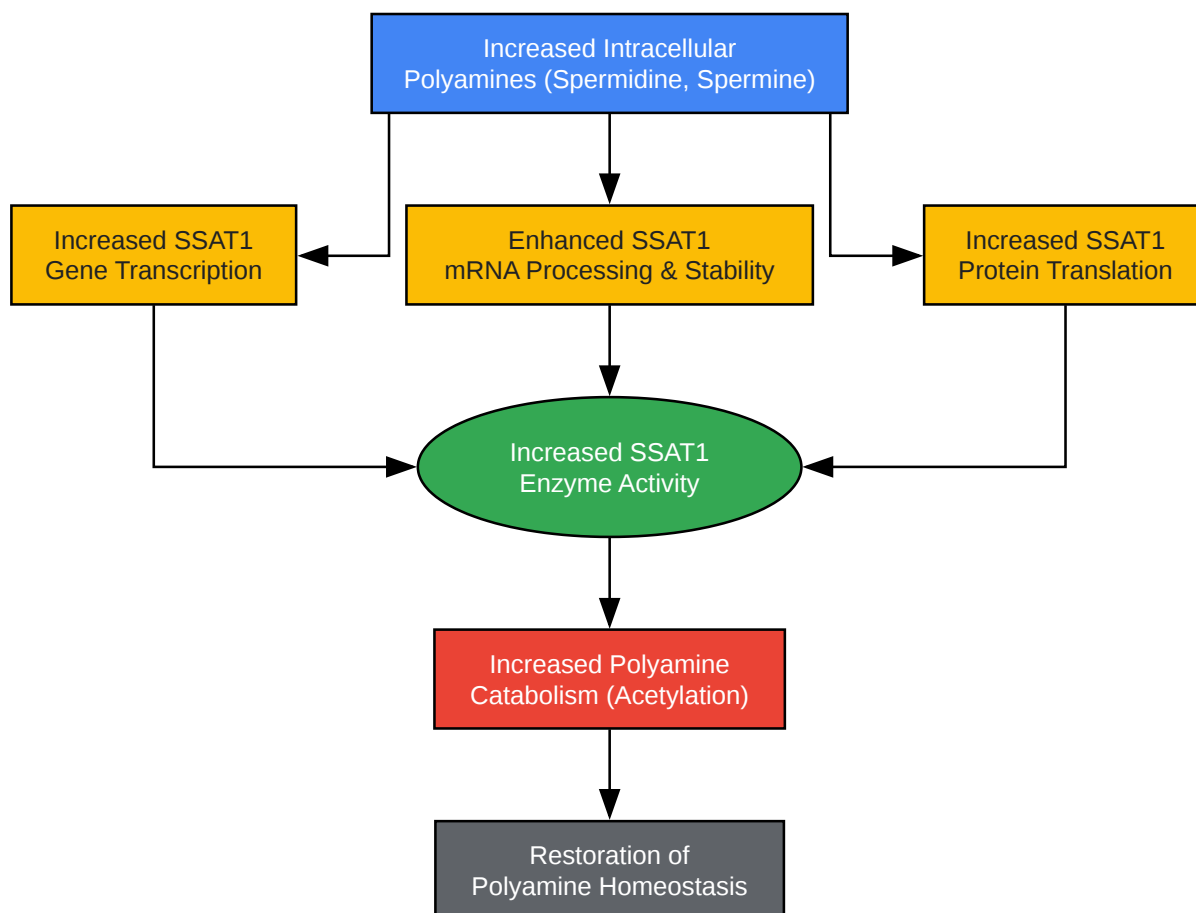 Increased Intracellular
Polyamines (Spermidine, Spermine)
Increased SSAT1
Gene Transcription
Enhanced SSAT1
mRNA Processing & Stability
Increased SSAT1
Protein Translation
Increased SSAT1
Enzyme Activity
Increased Polyamine
Catabolism (Acetylation)
Restoration of
Polyamine Homeostasis